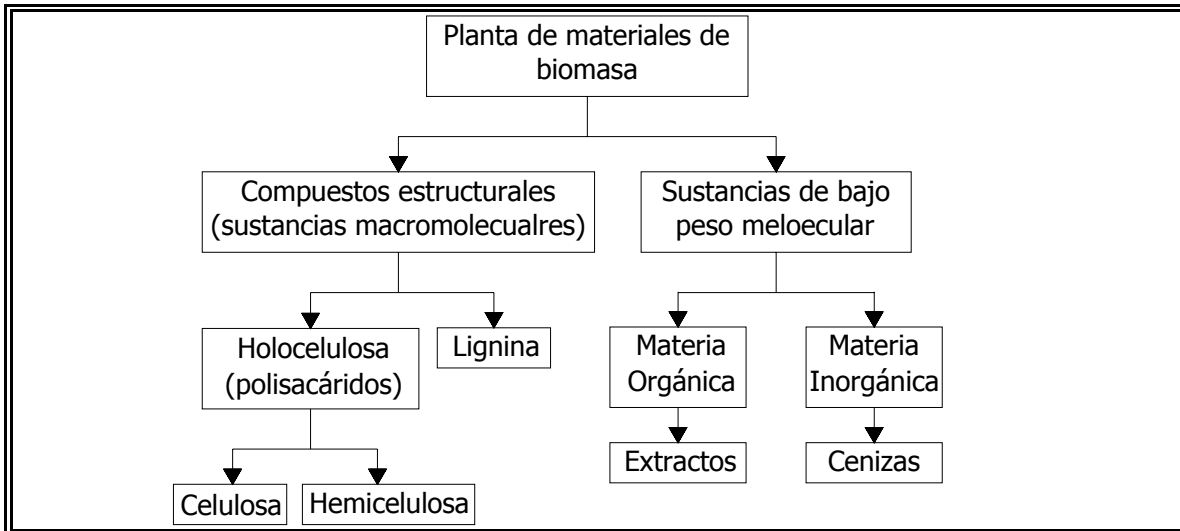 Planta de materiales de
biomasa
Compuestos estructurales
(sustancias macromolecualres)
Sustancias de bajo
peso meloecular
Holocelulosa
(polisacáridos)
Lignina
Materia
Orgánica
Materia
Inorgánica
Extractos
Cenizas
Celulosa
Hemicelulosa